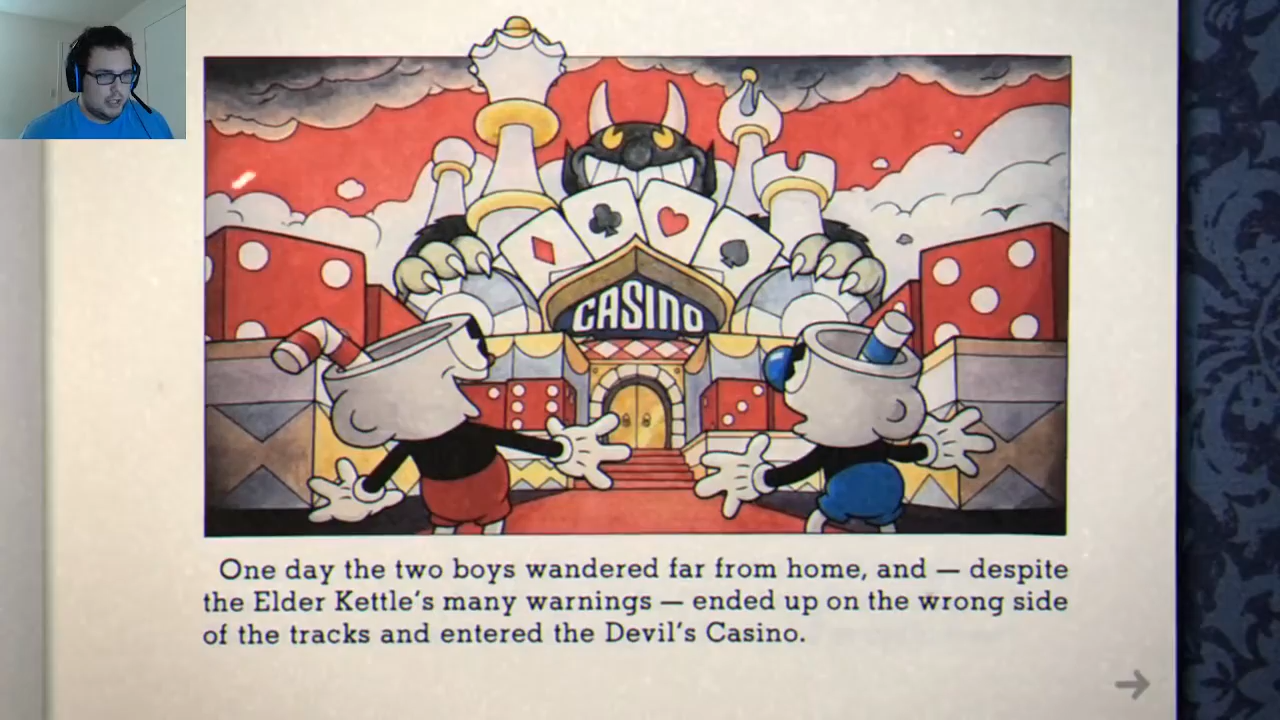 CASINO
One day the two boys wandered far from home, and — despite
the Elder Kettle's many warnings — ended up on the wrong side
of the tracks and entered the Devil's Casino.